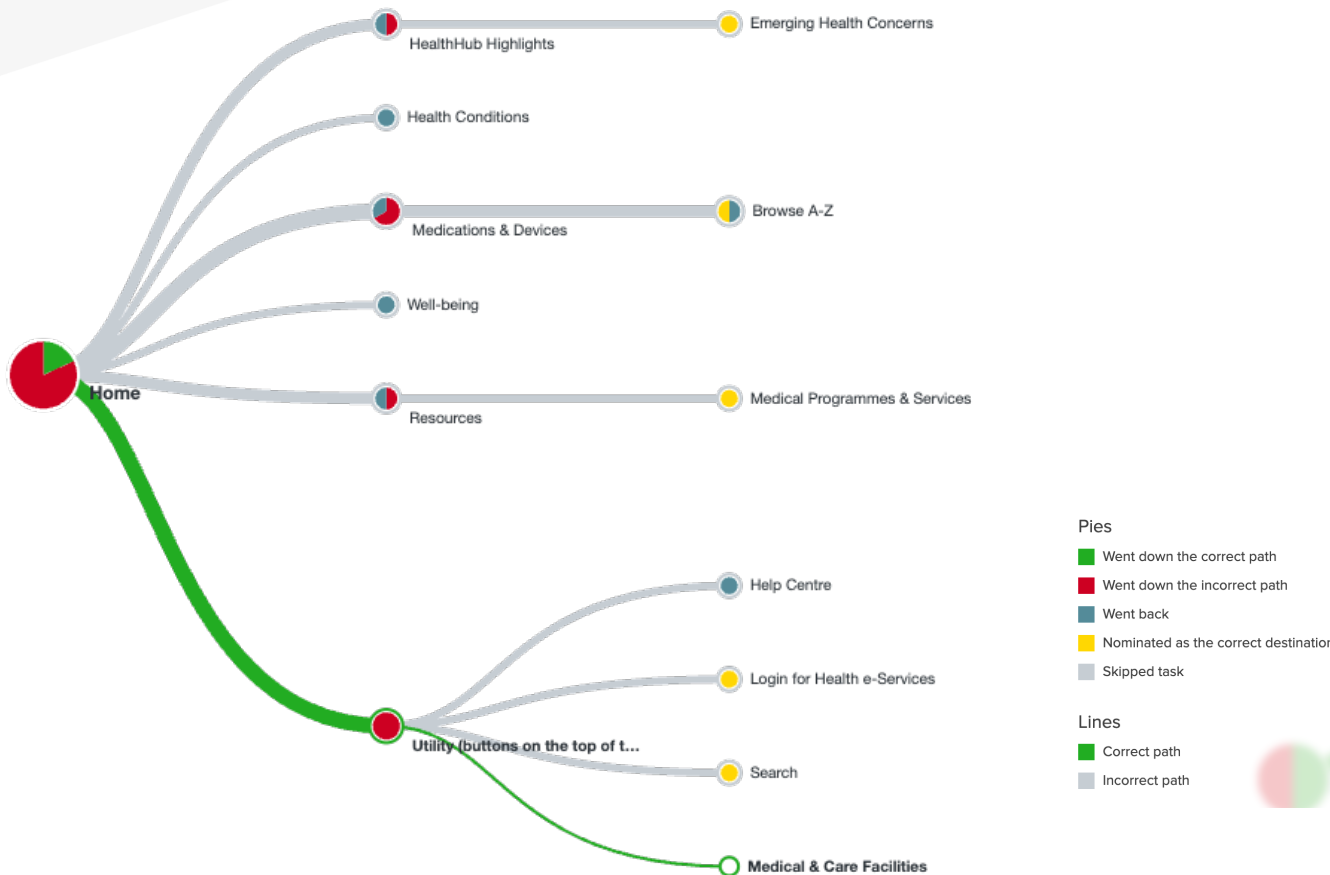 Emerging Health Concerns
HealthHub Highlights
Health Conditions
Browse A-Z
Medications & Devices
Well-being
Home
Medical Programmes & Services
Resources
Pies
Went down the correct path
Went down the incorrect path
Help Centre
Went back
Nominated as the correct destination
Skipped task
Login for Health e-Services
Lines
Utility (buttons on the top of t...
Correct path
Search
Incorrect path
Medical & Care Facilities